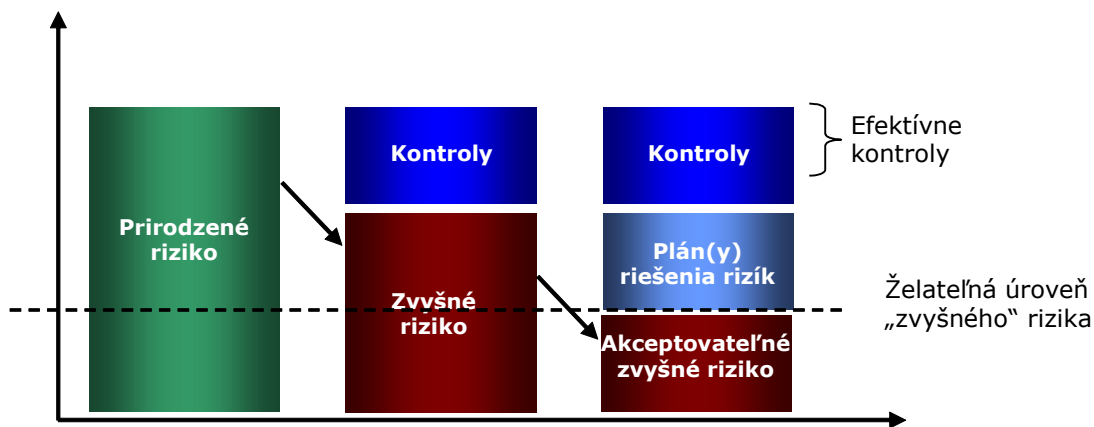 Prirodzené
riziko
Kontroly
Zvyšné
riziko
Kontroly
Plán(y)
riešenia rizík
Akceptovateľné
zvyšné riziko
Efektívne
kontroly
Želateľná úroveň
„zvyšného“ rizika